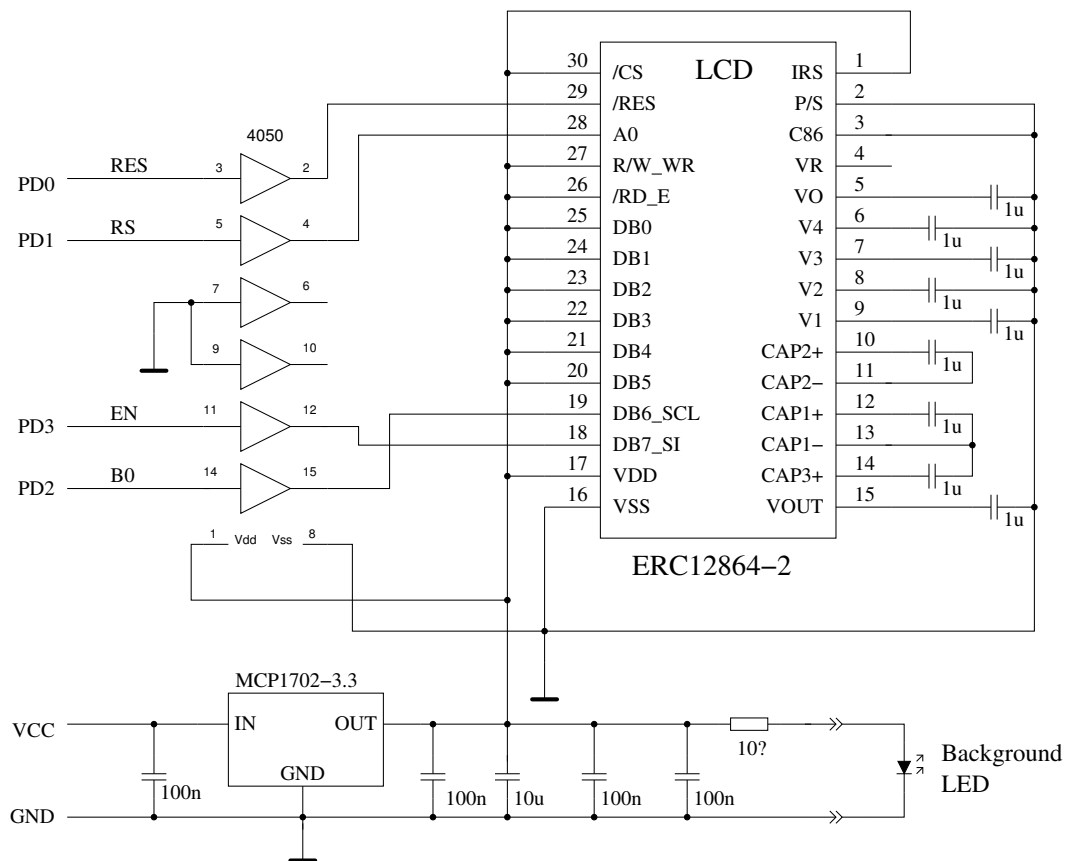 30 /CS LCD IRS 1
29 /RES P/S 2
28 A0 C86 3
27 R/W_WR VR 4
26 /RD_E VO 5 1u
25 DB0 V4 6 1u
24 DB1 V3 7 1u
23 DB2 V2 8 1u
22 DB3 V1 9 1u
21 DB4 CAP2+ 10 1u
20 DB5 CAP2− 11
19 DB6_SCL CAP1+ 12 1u
18 DB7_SI CAP1− 13
17 VDD CAP3+ 14 1u
16 VSS VOUT 15 1u
ERC12864−2
4050
PD0 RES 3 2
PD1 RS 5 4
7 6
9 10
PD3 EN 11 12
PD2 B0 14 15
1 Vdd Vss 8
MCP1702−3.3
VCC IN OUT
GND
10?
100n 100n 10u 100n 100n
GND
Background
LED